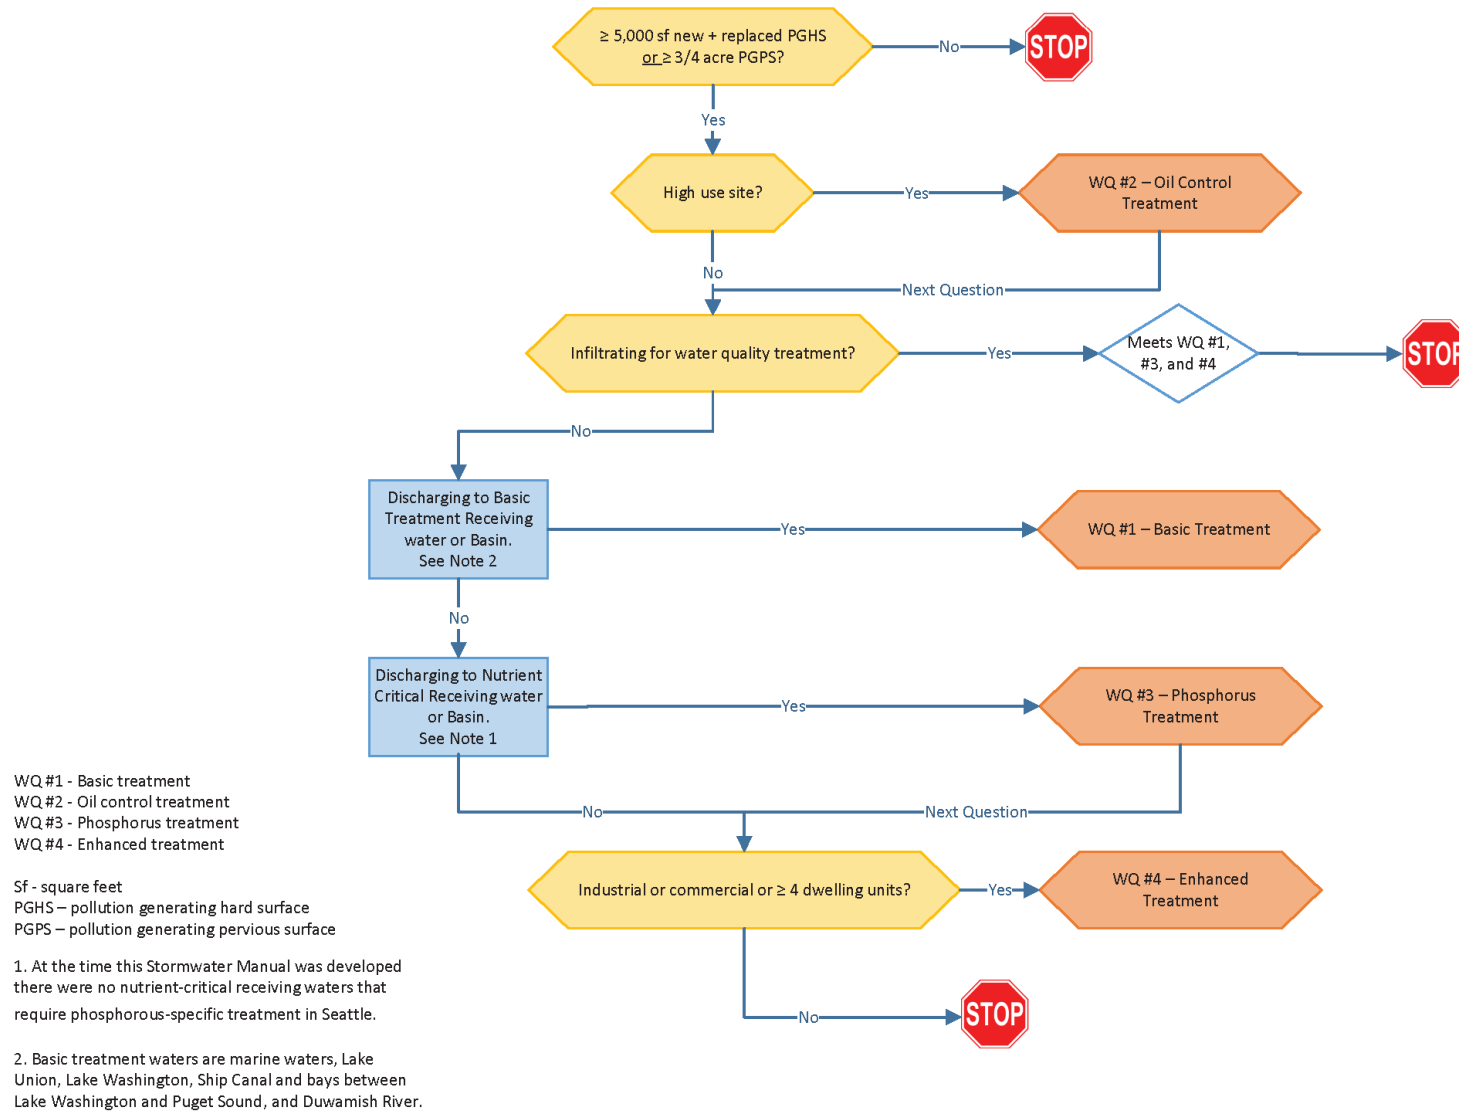 ≥ 5,000 sf new + replaced PGHS
or ≥ 3/4 acre PGPS?
No
STOP
Yes
High use site?
Yes
WQ #2 – Oil Control
Treatment
No
Next Question
Infiltrating for water quality treatment?
Yes
Meets WQ #1,
#3, and #4
STOP
No
Discharging to Basic
Treatment Receiving
water or Basin.
See Note 2
Yes
WQ #1 – Basic Treatment
No
Discharging to Nutrient
Critical Receiving water
or Basin.
See Note 1
Yes
WQ #3 – Phosphorus
Treatment
No
Next Question
Industrial or commercial or ≥ 4 dwelling units?
Yes
WQ #4 – Enhanced
Treatment
No
STOP
WQ #1 - Basic treatment
WQ #2 - Oil control treatment
WQ #3 - Phosphorus treatment
WQ #4 - Enhanced treatment
Sf - square feet
PGHS – pollution generating hard surface
PGPS – pollution generating pervious surface
1. At the time this Stormwater Manual was developed
there were no nutrient-critical receiving waters that
require phosphorous-specific treatment in Seattle.
2. Basic treatment waters are marine waters, Lake
Union, Lake Washington, Ship Canal and bays between
Lake Washington and Puget Sound, and Duwamish River.